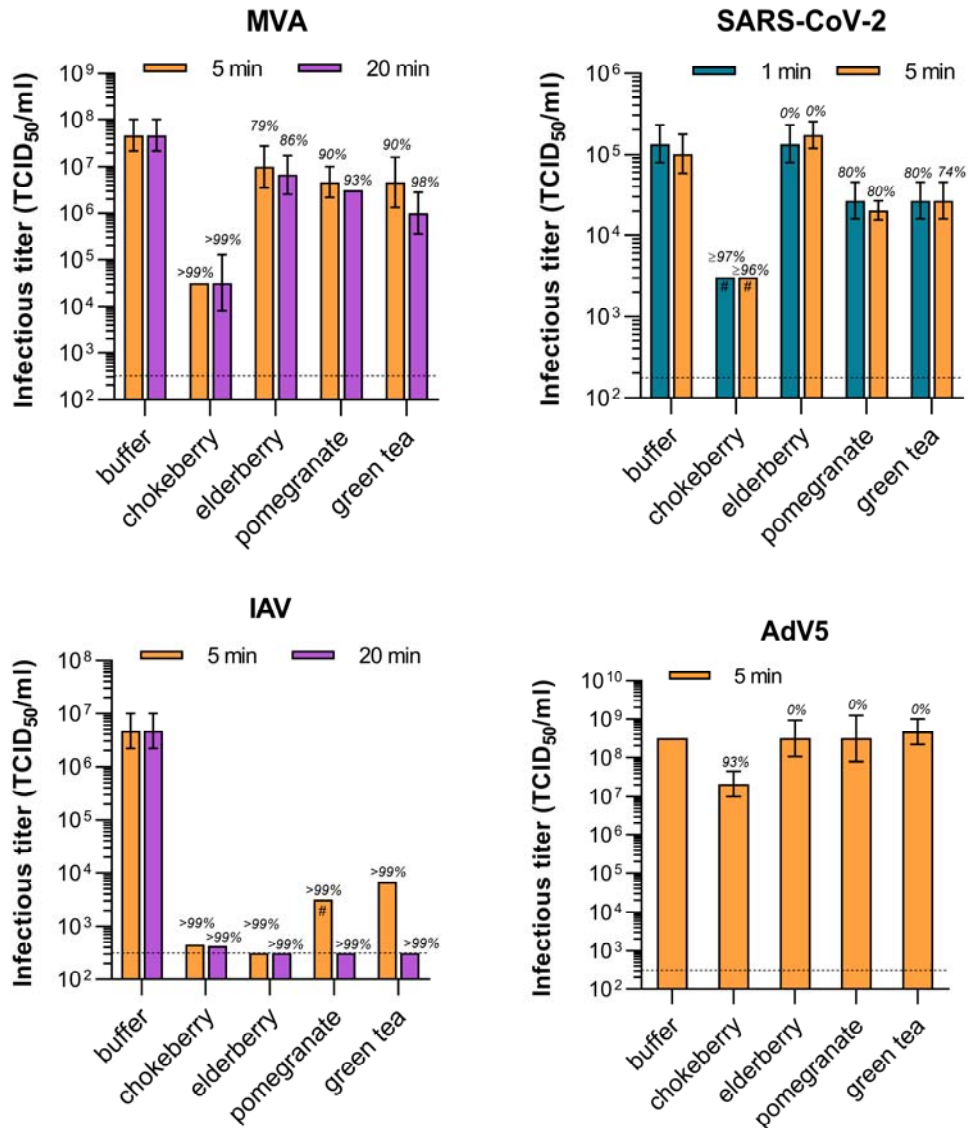 MVA
5 min 20 min
Infectious titer (TCID50/ml)
10^9
10^8
10^7
10^6
10^5
10^4
10^3
10^2
>99% >99% 79% 86% 90% 93% 90% 98%
buffer chokeberry elderberry pomegranate green tea
SARS-CoV-2
1 min 5 min
Infectious titer (TCID50/ml)
10^6
10^5
10^4
10^3
10^2
≥97% ≥96% 0% 0% 80% 80% 80% 74%
# #
buffer chokeberry elderberry pomegranate green tea
IAV
5 min 20 min
Infectious titer (TCID50/ml)
10^8
10^7
10^6
10^5
10^4
10^3
10^2
>99% >99% >99% >99% >99% >99% >99% >99%
#
buffer chokeberry elderberry pomegranate green tea
AdV5
5 min
Infectious titer (TCID50/ml)
10^10
10^9
10^8
10^7
10^6
10^5
10^4
10^3
10^2
93% 0% 0% 0%
buffer chokeberry elderberry pomegranate green tea